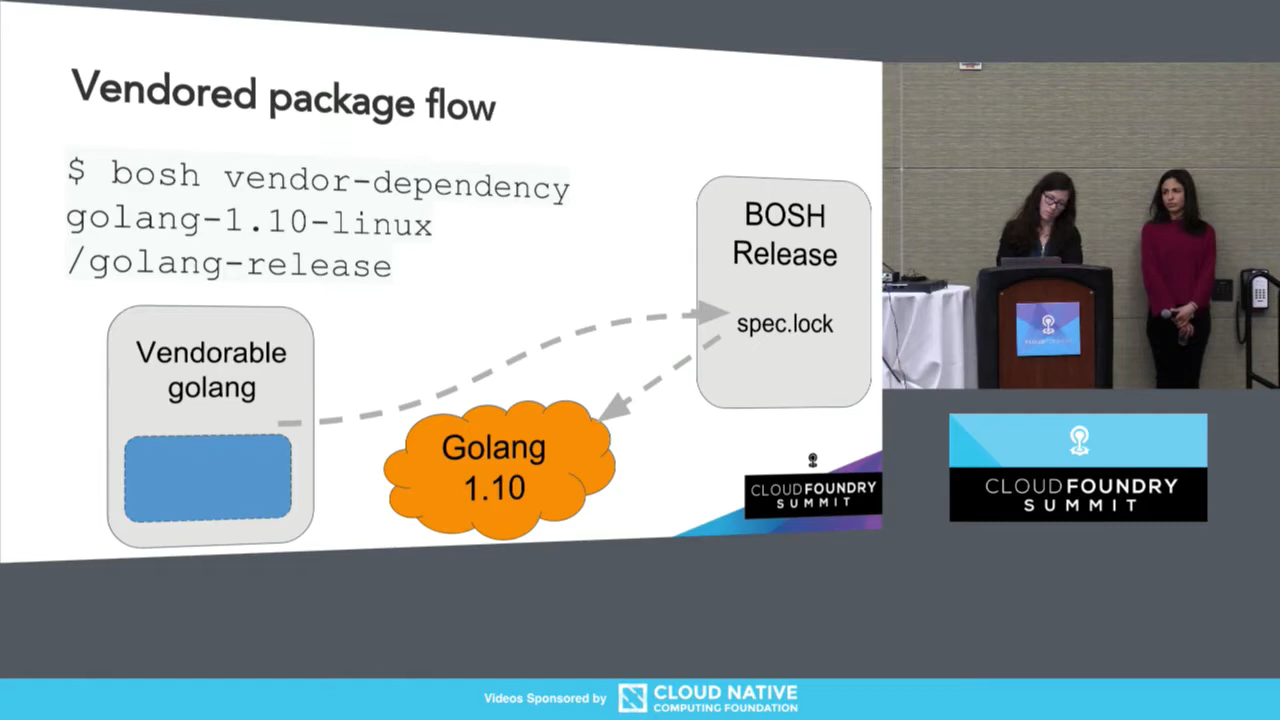 Vendored package flow
$ bosh vendor-dependency
golang-1.10-linux
/golang-release
Vendorable
golang
Golang
1.10
BOSH
Release
spec.lock
CLOUDFOUNDRY
SUMMIT
CLOUDFOUNDRY
CLOUDFOUNDRY
SUMMIT
Videos Sponsored by
CLOUD NATIVE
COMPUTING FOUNDATION